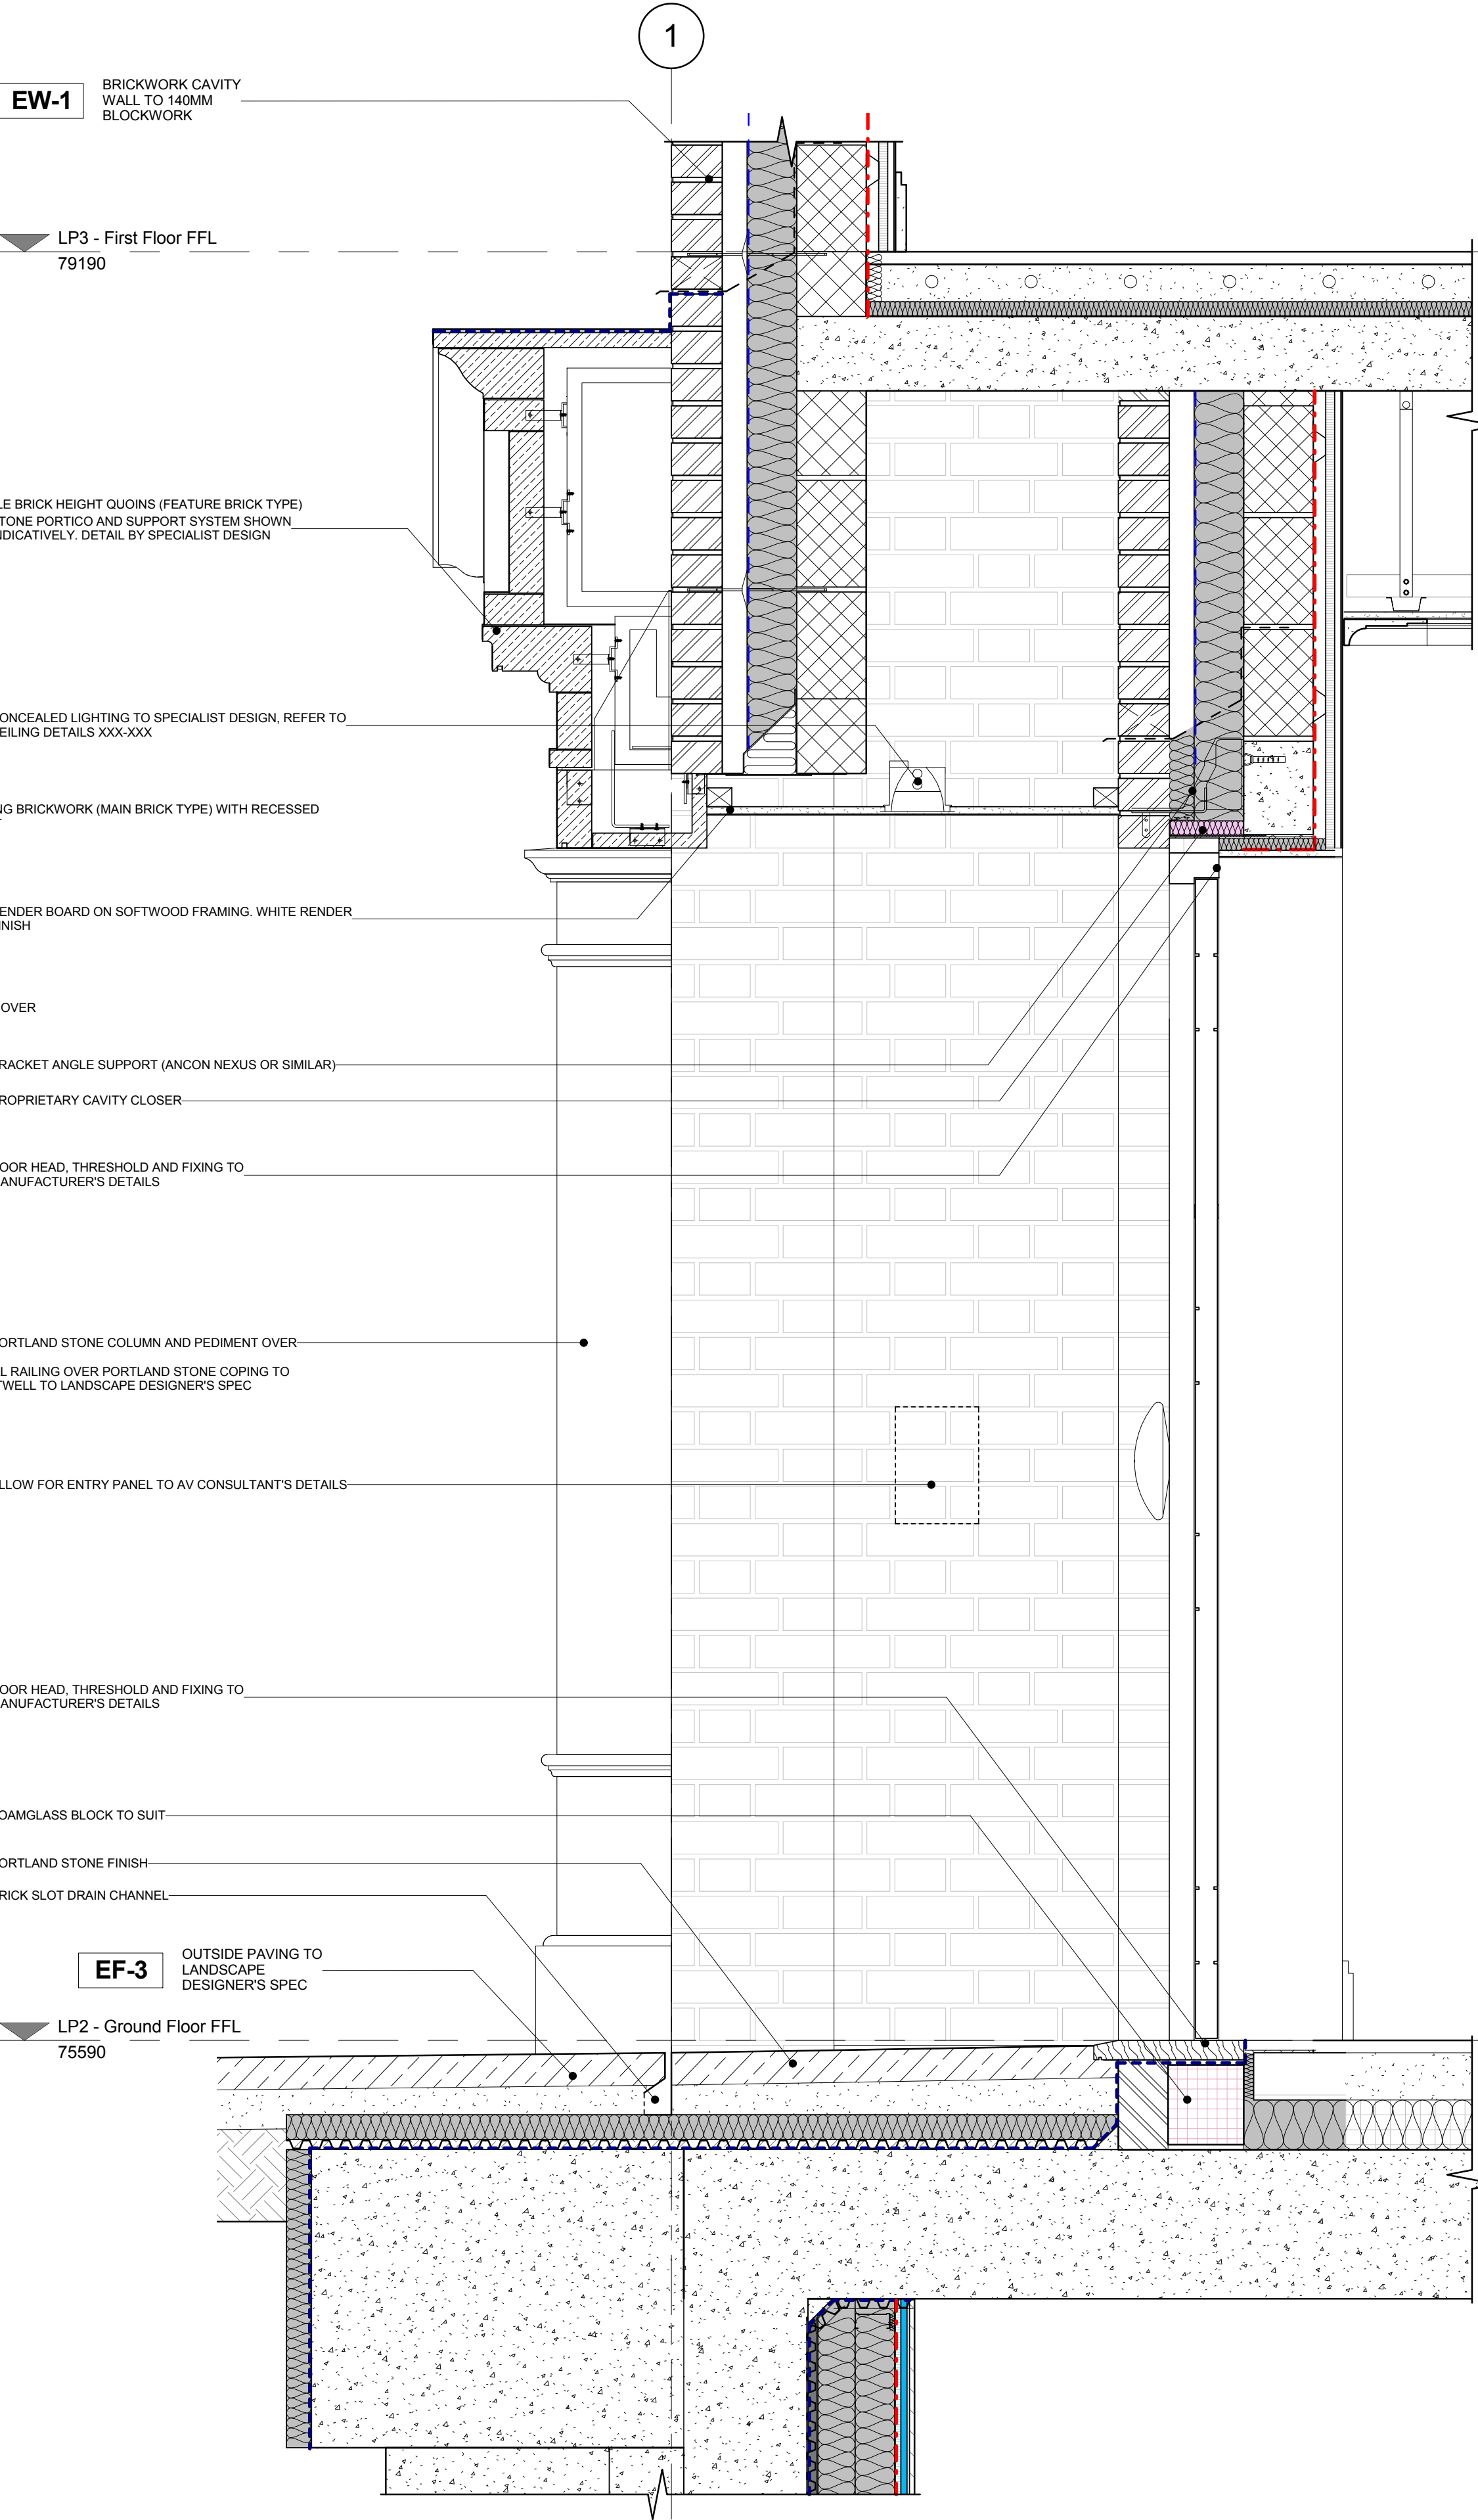 1
EW-1
BRICKWORK CAVITY
WALL TO 140MM
BLOCKWORK
LP3 - First Floor FFL
79190
LE BRICK HEIGHT QUOINS (FEATURE BRICK TYPE)
TONE PORTICO AND SUPPORT SYSTEM SHOWN
NDICATIVELY. DETAIL BY SPECIALIST DESIGN
ONCEALED LIGHTING TO SPECIALIST DESIGN, REFER TO
EILING DETAILS XXX-XXX
NG BRICKWORK (MAIN BRICK TYPE) WITH RECESSED
ENDER BOARD ON SOFTWOOD FRAMING. WHITE RENDER
INISH
OVER
RACKET ANGLE SUPPORT (ANCON NEXUS OR SIMILAR)
ROPRIETARY CAVITY CLOSER
OOR HEAD, THRESHOLD AND FIXING TO
ANUFACTURER'S DETAILS
ORTLAND STONE COLUMN AND PEDIMENT OVER
L RAILING OVER PORTLAND STONE COPING TO
TWELL TO LANDSCAPE DESIGNER'S SPEC
LLOW FOR ENTRY PANEL TO AV CONSULTANT'S DETAILS
OOR HEAD, THRESHOLD AND FIXING TO
ANUFACTURER'S DETAILS
OAMGLASS BLOCK TO SUIT
ORTLAND STONE FINISH
RICK SLOT DRAIN CHANNEL
EF-3
OUTSIDE PAVING TO
LANDSCAPE
DESIGNER'S SPEC
LP2 - Ground Floor FFL
75590